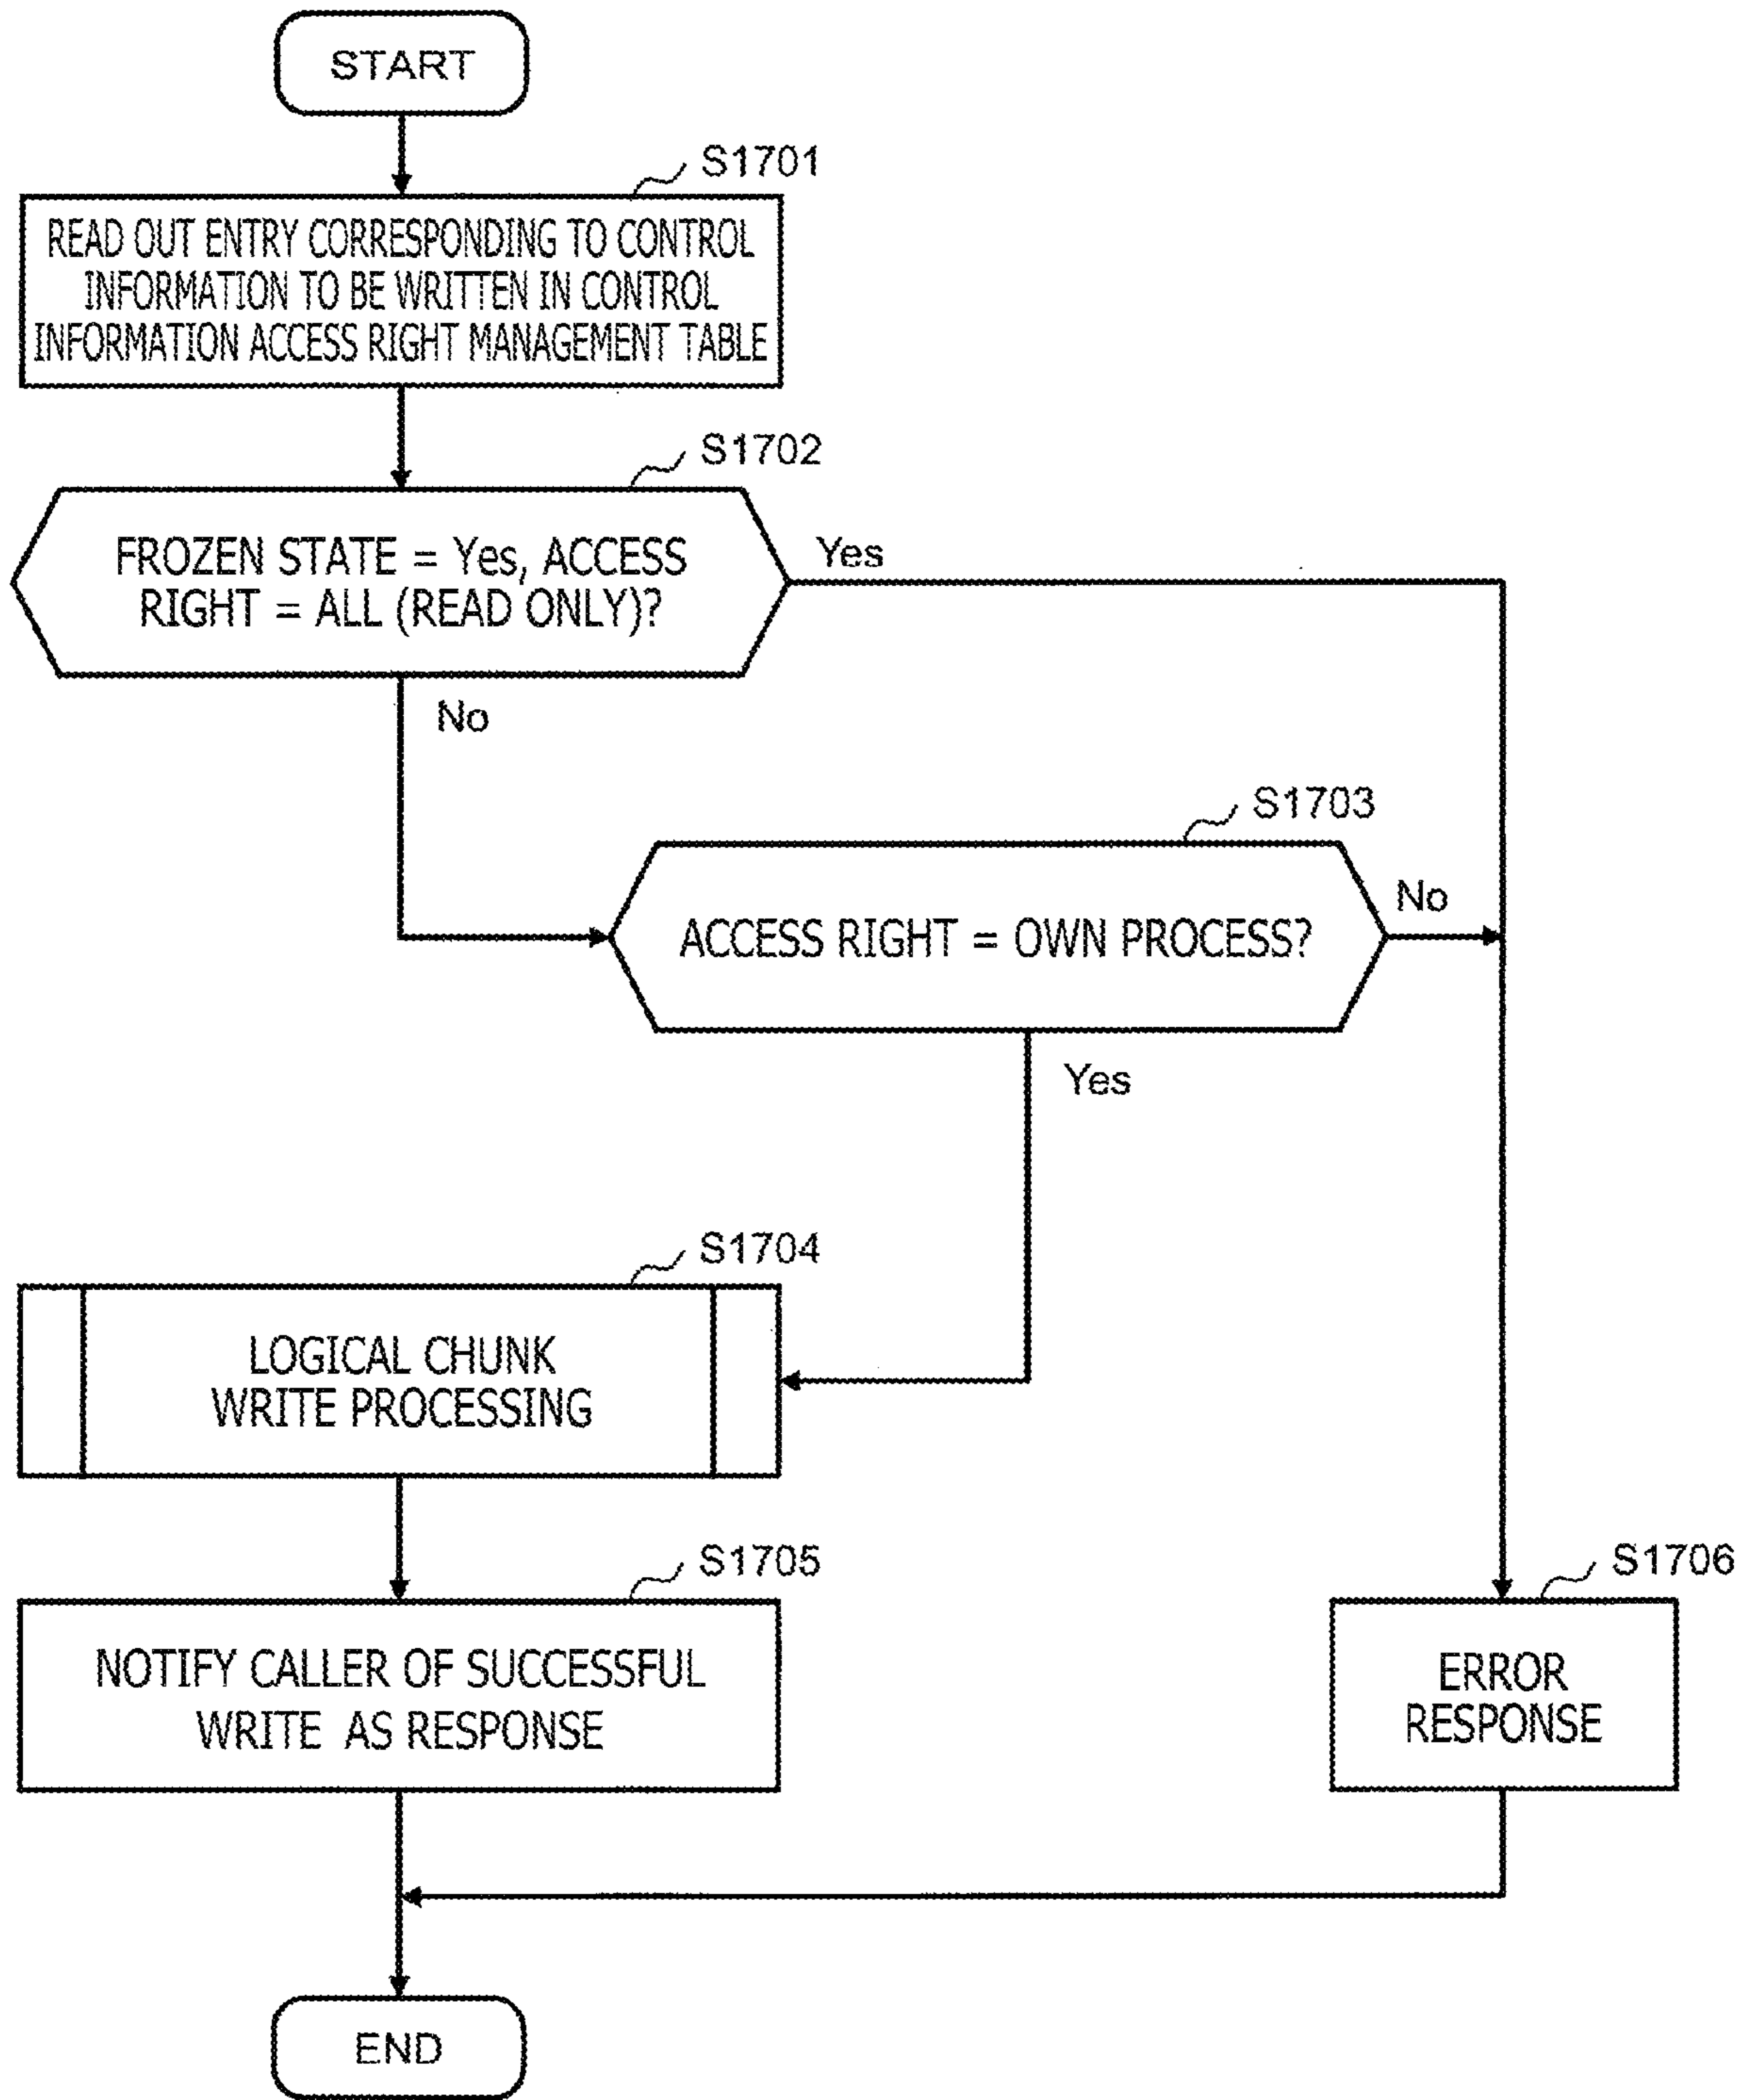 START
S1701
READ OUT ENTRY CORRESPONDING TO CONTROL
INFORMATION TO BE WRITTEN IN CONTROL
INFORMATION ACCESS RIGHT MANAGEMENT TABLE
S1702
FROZEN STATE = Yes, ACCESS
RIGHT = ALL (READ ONLY)?
Yes
No
S1703
ACCESS RIGHT = OWN PROCESS?
No
Yes
S1704
LOGICAL CHUNK
WRITE PROCESSING
S1705
NOTIFY CALLER OF SUCCESSFUL
WRITE AS RESPONSE
S1706
ERROR
RESPONSE
END